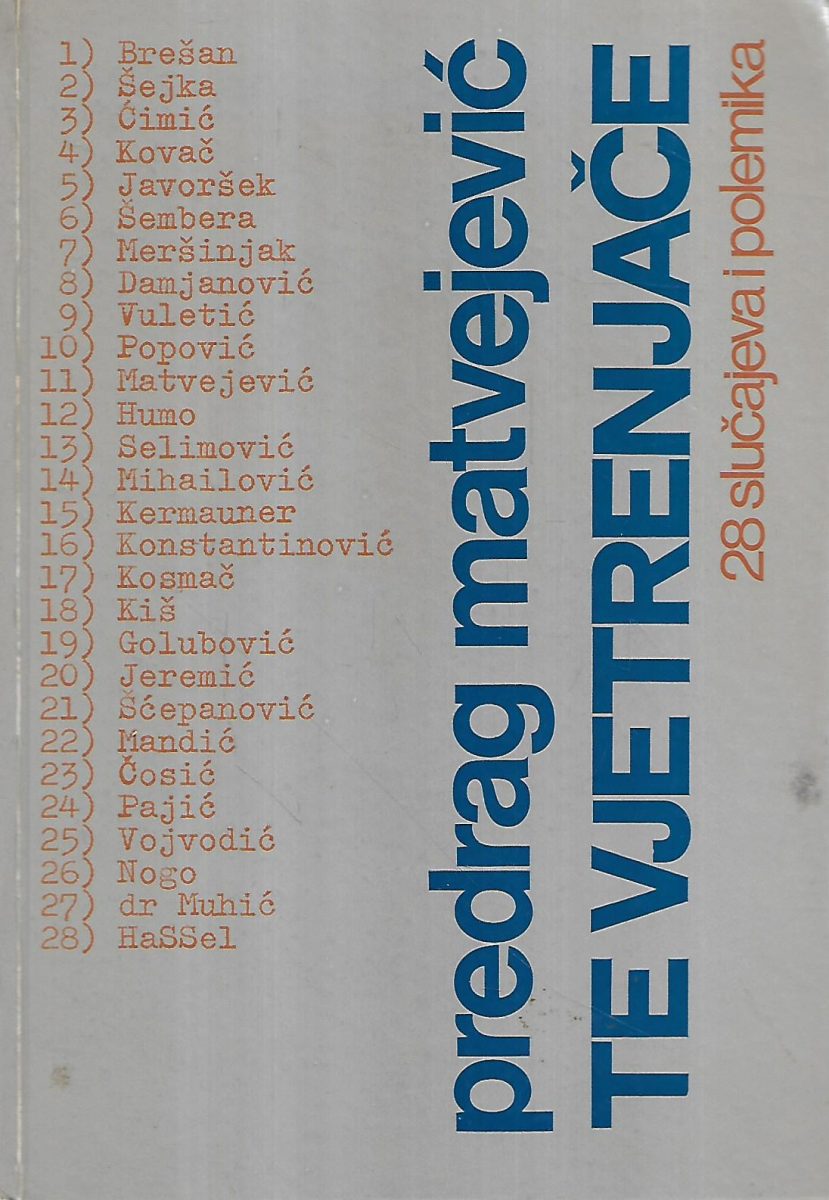 1) Brešan
2) Šejka
3) Ćimić
4) Kovač
5) Javoršek
6) Šembera
7) Meršinjak
8) Damjanović
9) Vuletić
10) Popović
11) Matvejević
12) Humo
13) Selimović
14) Mihailović
15) Kermauner
16) Konstantinović
17) Kosmač
18) Kiš
19) Golubović
20) Jeremić
21) Šćepanović
22) Mandić
23) Čosić
24) Pajić
25) Vojvodić
26) Nogo
27) dr Muhić
28) HaSSel
predrag matvejević
TE VJETRENJAČE
28 slučajeva i polemika